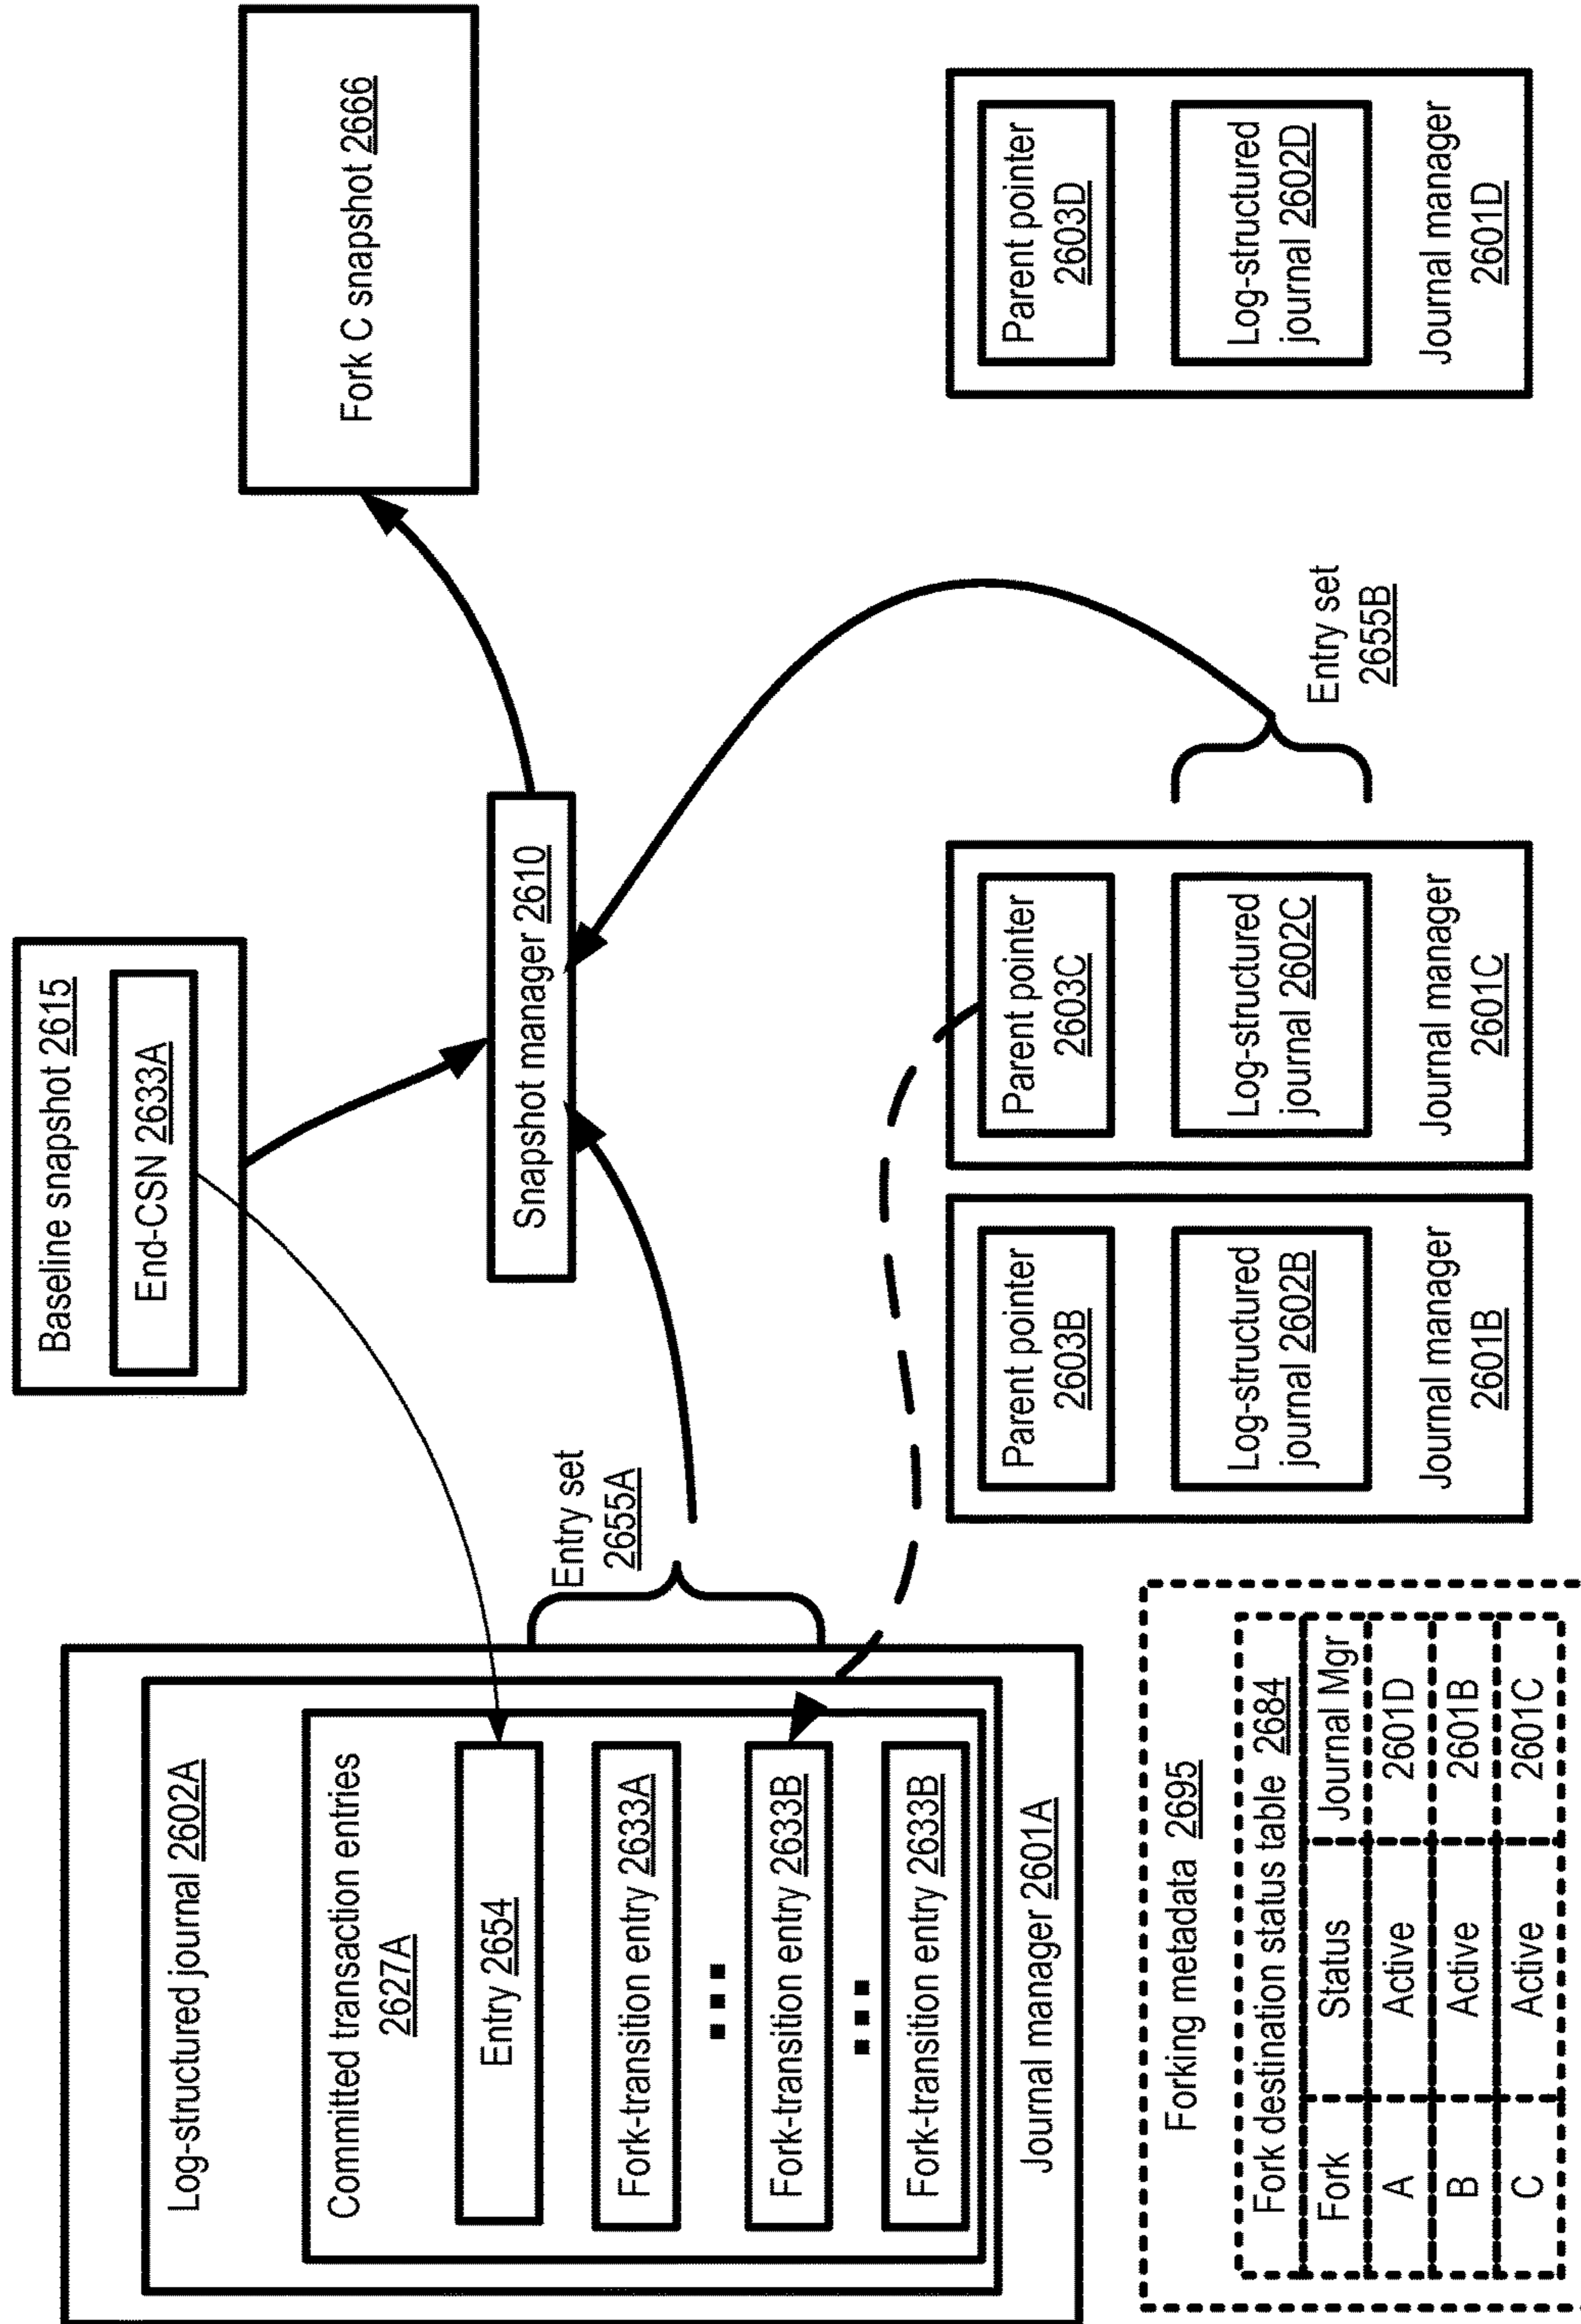 Baseline snapshot 2615
End-CSN 2633A
Fork C snapshot 2666
Log-structured journal 2602A
Committed transaction entries
2627A
Entry 2654
Fork-transition entry 2633A
Fork-transition entry 2633B
Fork-transition entry 2633B
Journal manager 2601A
Entry set
2655A
Snapshot manager 2610
Entry set
2655B
Forking metadata 2695
Fork destination status table 2684
Fork Status Journal Mgr
A Active 2601D
B Active 2601B
C Active 2601C
Parent pointer
2603B
Log-structured
journal 2602B
Journal manager
2601B
Parent pointer
2603C
Log-structured
journal 2602C
Journal manager
2601C
Parent pointer
2603D
Log-structured
journal 2602D
Journal manager
2601D